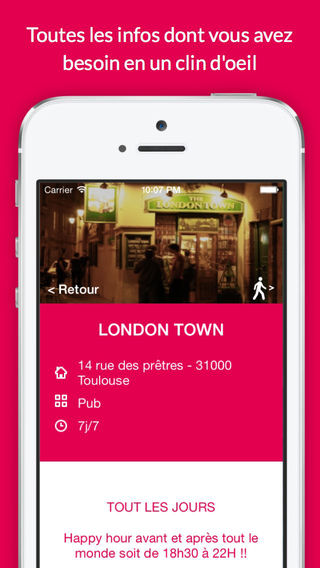 Toutes les infos dont vous avez
besoin en un clin d'oeil
Carrier 10:07 PM
THE
LONDON TOWN
< Retour
>
LONDON TOWN
14 rue des prêtres - 31000
Toulouse
Pub
7j/7
TOUT LES JOURS
Happy hour avant et après tout le
monde soit de 18h30 à 22H !!